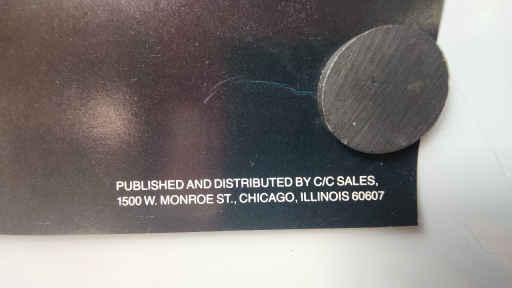 PUBLISHED AND DISTRIBUTED BY C/C SALES,
1500 W. MONROE ST., CHICAGO, ILLINOIS 60607